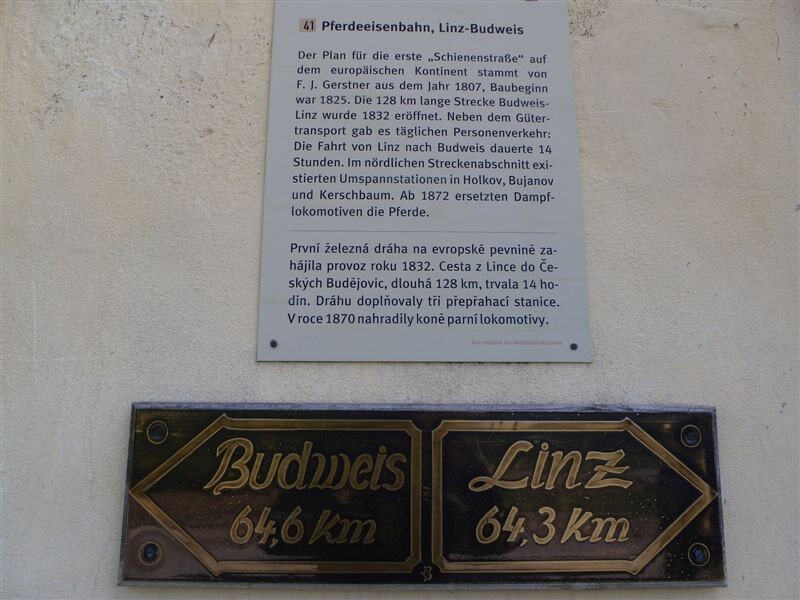 41 Pferdeeisenbahn, Linz-Budweis
Der Plan für die erste „Schienenstraße" auf
dem europäischen Kontinent stammt von
F. J. Gerstner aus dem Jahr 1807, Baubeginn
war 1825. Die 128 km lange Strecke Budweis-
Linz wurde 1832 eröffnet. Neben dem Güter-
transport gab es täglichen Personenverkehr:
Die Fahrt von Linz nach Budweis dauerte 14
Stunden. Im nördlichen Streckenabschnitt exi-
stierten Umspannstationen in Holkov, Bujanov
und Kerschbaum. Ab 1872 ersetzten Dampf-
lokomotiven die Pferde.
První železná dráha na evropské pevnině za-
hájila provoz roku 1832. Cesta z Lince do Če-
ských Budějovic, dlouhá 128 km, trvala 14 ho-
din. Dráhu doplňovaly tři přepřahací stanice.
V roce 1870 nahradily koně parní lokomotivy.
Eine Initiative der
Budweis
64,6 Km
Linz
64,3 Km